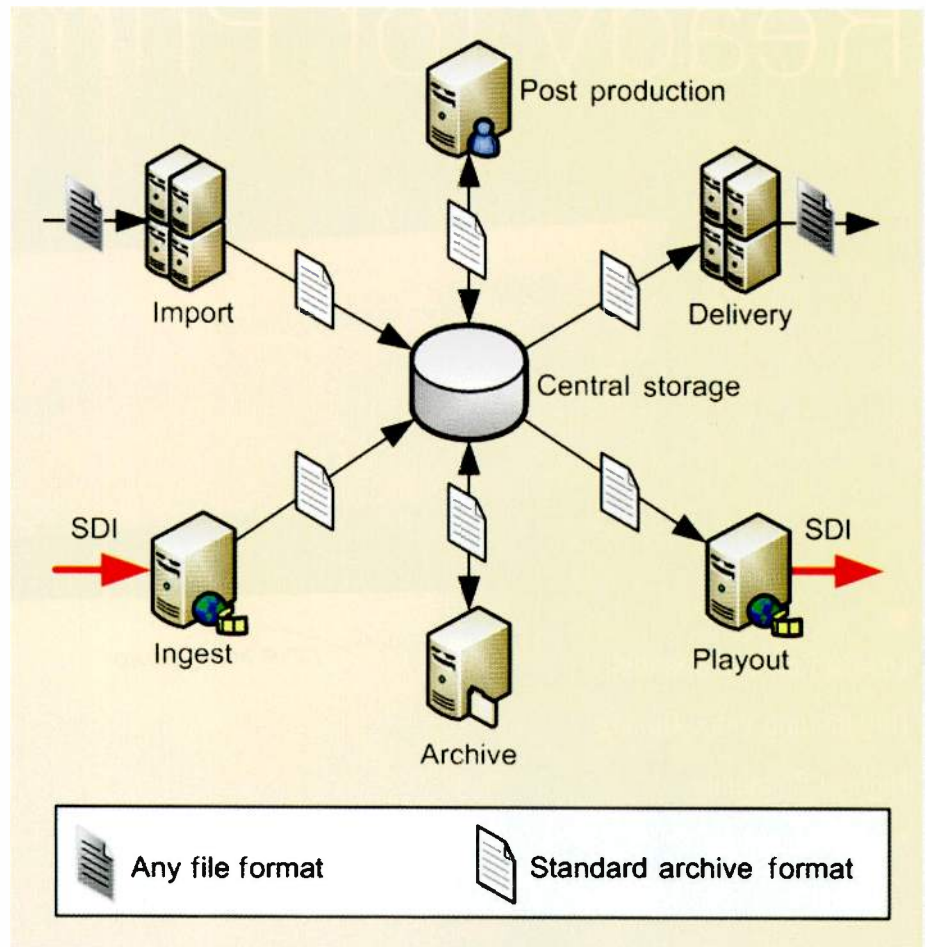 Post production
Import
Delivery
Central storage
SDI
SDI
Ingest
Playout
Archive
Any file format
Standard archive format